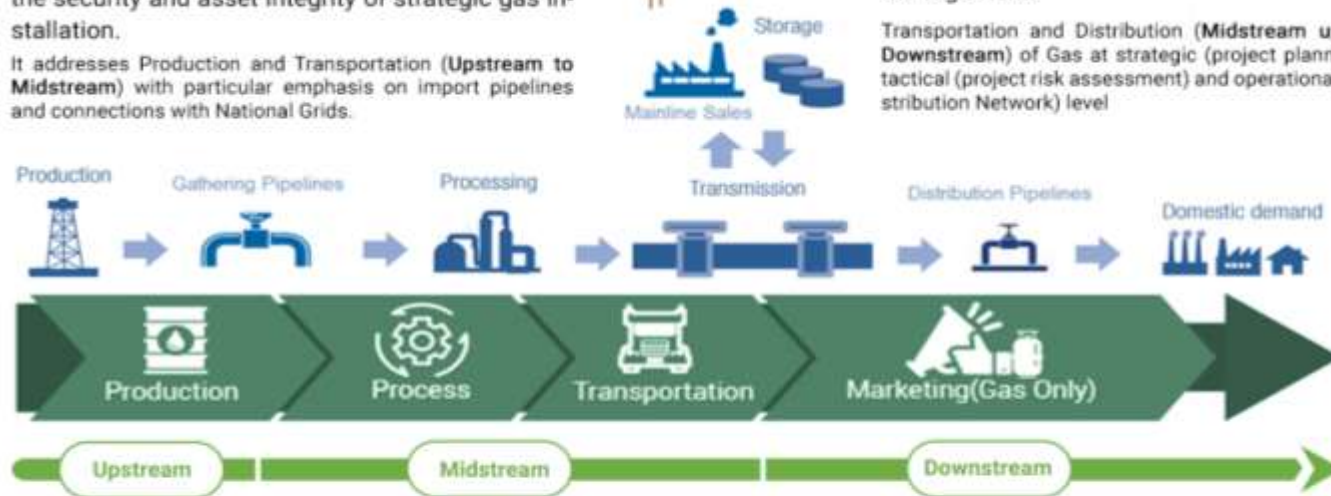 the security and asset integrity of strategic gas in-
stallation.
It addresses Production and Transportation (Upstream to
Midstream) with particular emphasis on import pipelines
and connections with National Grids.
Transportation and Distribution (Midstream u
Downstream) of Gas at strategic (project plann
tactical (project risk assessment) and operationa
stribution Network) level
Storage
Mainline Sales
Production
Gathering Pipelines
Processing
Transmission
Distribution Pipelines
Domestic demand
Production
Process
Transportation
Marketing(Gas Only)
Upstream
Midstream
Downstream